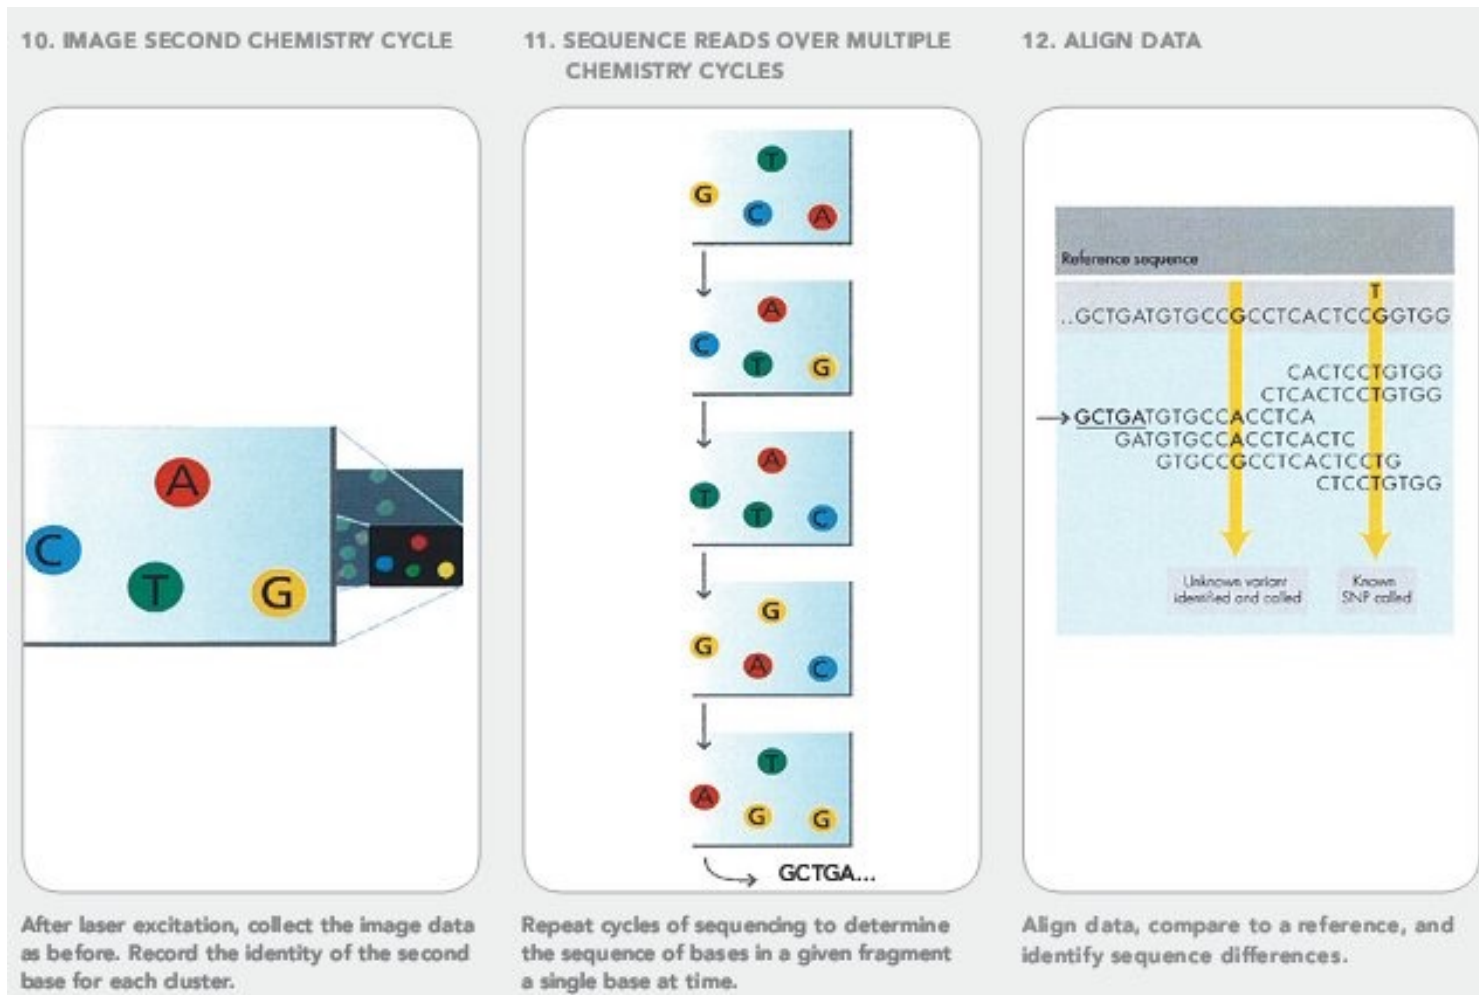 10. IMAGE SECOND CHEMISTRY CYCLE
A
C
T
G
After laser excitation, collect the image data
as before. Record the identity of the second
base for each cluster.
11. SEQUENCE READS OVER MULTIPLE
CHEMISTRY CYCLES
T
G
C
A
A
C
T
G
A
T
T
C
G
G
A
C
T
A
G
G
GCTGA...
Repeat cycles of sequencing to determine
the sequence of bases in a given fragment
a single base at time.
12. ALIGN DATA
Reference sequence
T
..GCTGATGTGCCGCCTCACTCCGGTGG
CACTCCTGTGG
CTCACTCCTGTGG
GCTGATGTGCCACCTCA
GATGTGCCACCTCACTC
GTGCCGCCTCACTCCTG
CTCCTGTGG
Unknown variant
identified and called
Known
SNP called
Align data, compare to a reference, and
identify sequence differences.